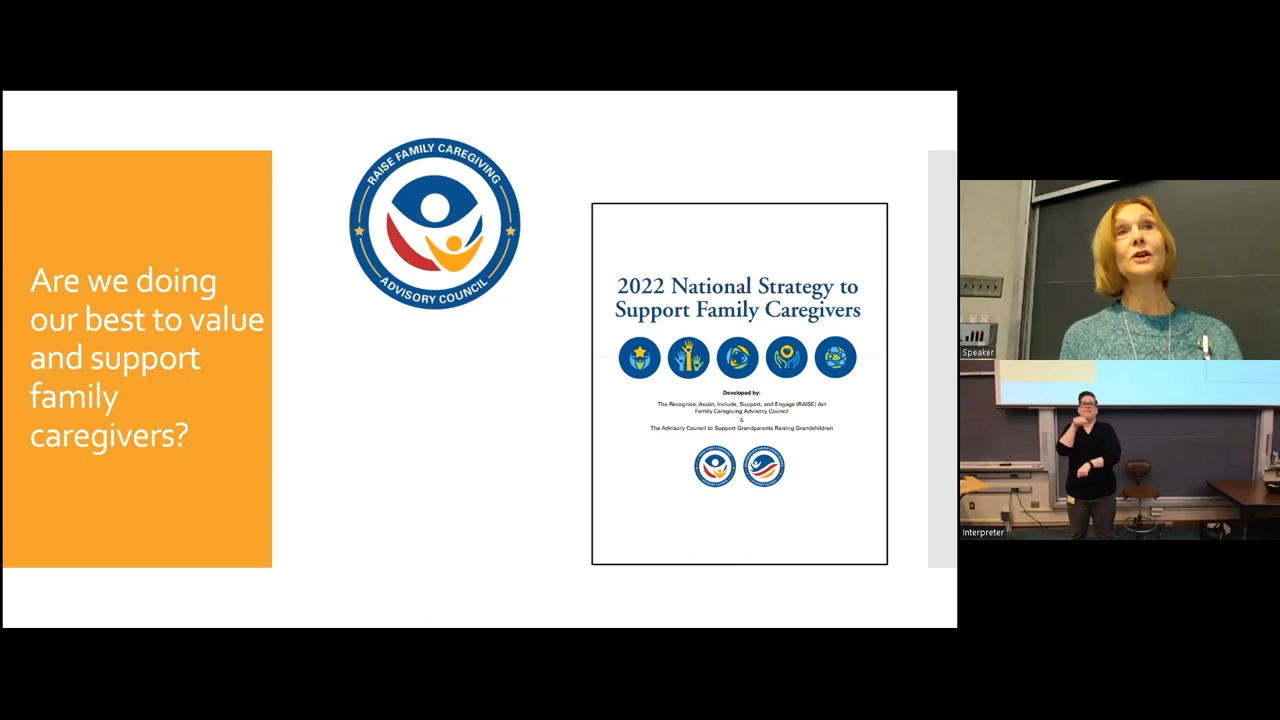 Are we doing
our best to value
and support
family
caregivers?
RAISE FAMILY CAREGIVING
ADVISORY COUNCIL
2022 National Strategy to
Support Family Caregivers
Developed by:
The Recognize, Assist, Include, Support, and Engage (RAISE) Act
Family Caregiving Advisory Council
&
The Advisory Council to Support Grandparents Raising Grandchildren
Speaker
Interpreter